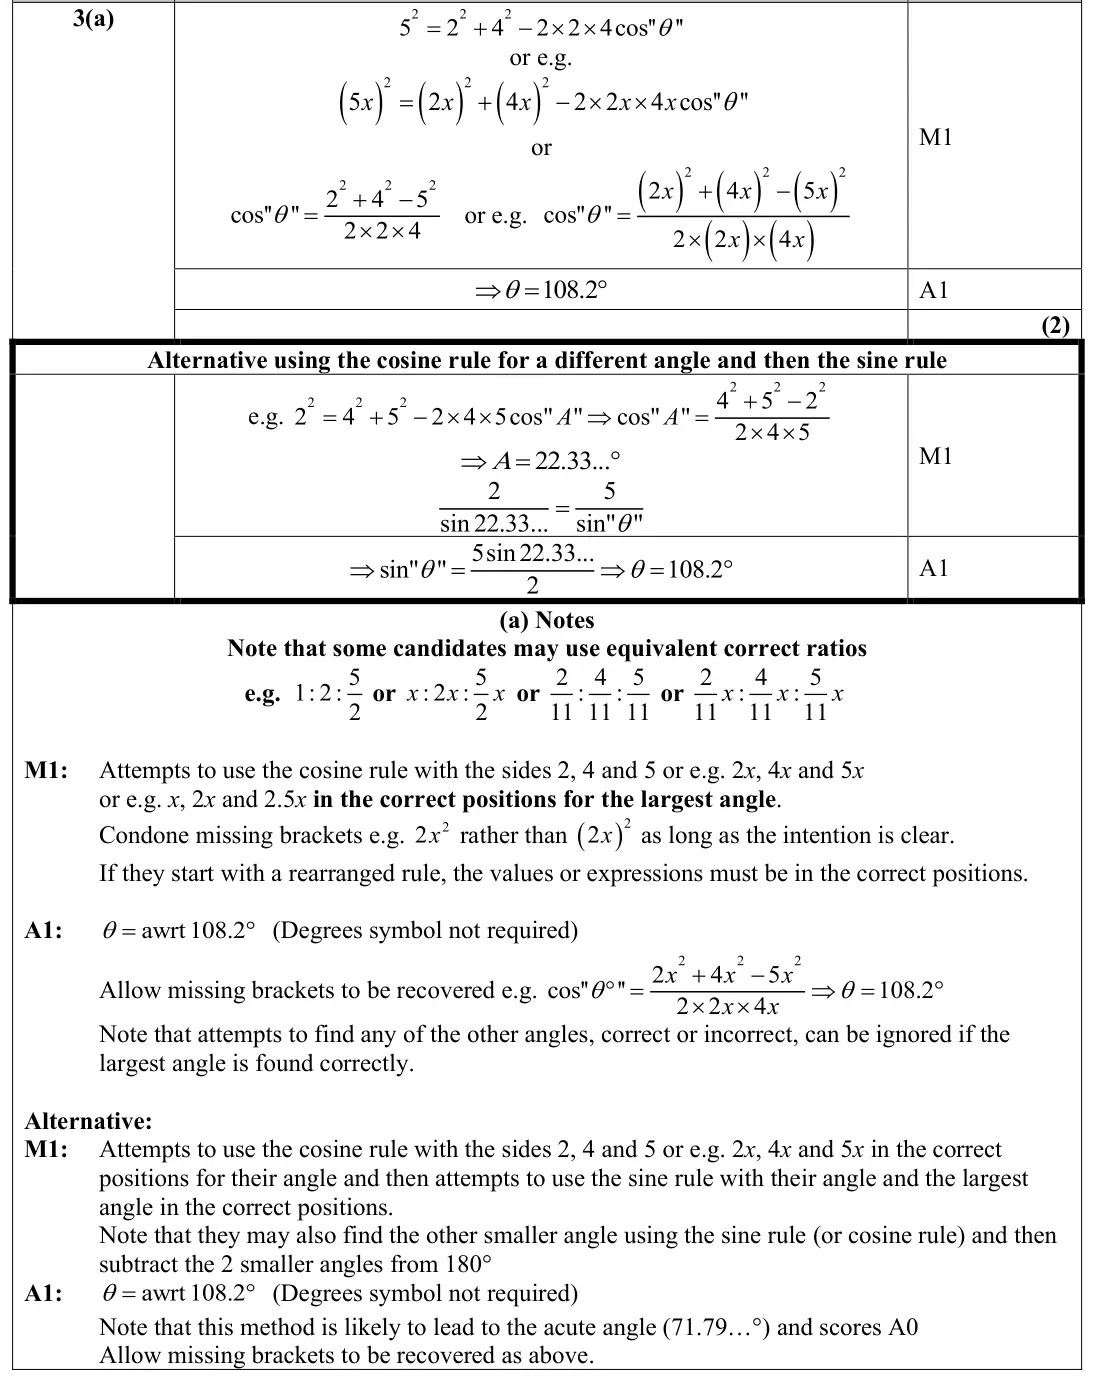 3(a)
5² = 2² + 4² − 2×2×4cos"θ"
or e.g.
(5x)² = (2x)² + (4x)² − 2×2x×4xcos"θ"
or
M1
cos"θ" = (2² + 4² − 5²)/(2×2×4) or e.g. cos"θ" = ((2x)² + (4x)² − (5x)²)/(2×(2x)×(4x))
⇒ θ = 108.2° A1
(2)
Alternative using the cosine rule for a different angle and then the sine rule
e.g. 2² = 4² + 5² − 2×4×5cos"A" ⇒ cos"A" = (4² + 5² − 2²)/(2×4×5)
⇒ A = 22.33...° M1
2/(sin 22.33...) = 5/(sin"θ")
⇒ sin"θ" = (5sin 22.33...)/2 ⇒ θ = 108.2° A1
(a) Notes
Note that some candidates may use equivalent correct ratios
e.g. 1:2:5/2 or x:2x:5/2 x or 2/11:4/11:5/11 or 2/11 x:4/11 x:5/11 x
M1: Attempts to use the cosine rule with the sides 2, 4 and 5 or e.g. 2x, 4x and 5x
or e.g. x, 2x and 2.5x in the correct positions for the largest angle.
Condone missing brackets e.g. 2x² rather than (2x)² as long as the intention is clear.
If they start with a rearranged rule, the values or expressions must be in the correct positions.
A1: θ = awrt 108.2° (Degrees symbol not required)
Allow missing brackets to be recovered e.g. cos"θ°" = (2x² + 4x² − 5x²)/(2×2x×4x) ⇒ θ = 108.2°
Note that attempts to find any of the other angles, correct or incorrect, can be ignored if the
largest angle is found correctly.
Alternative:
M1: Attempts to use the cosine rule with the sides 2, 4 and 5 or e.g. 2x, 4x and 5x in the correct
positions for their angle and then attempts to use the sine rule with their angle and the largest
angle in the correct positions.
Note that they may also find the other smaller angle using the sine rule (or cosine rule) and then
subtract the 2 smaller angles from 180°
A1: θ = awrt 108.2° (Degrees symbol not required)
Note that this method is likely to lead to the acute angle (71.79…°) and scores A0
Allow missing brackets to be recovered as above.